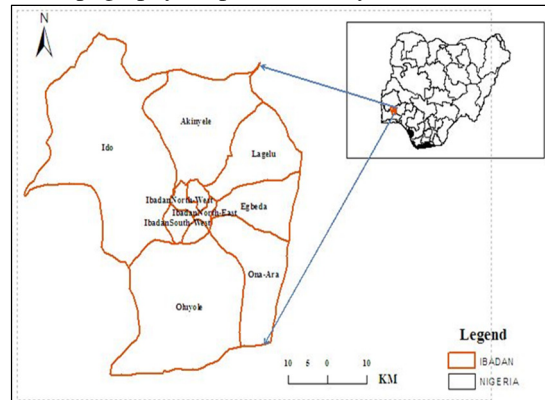 N
Akinyele
Ido
Lagelu
IbadanNorth-West
Egbeda
IbadanNorth-East
IbadanSouth-West
Ona-Ara
Oluyole
Legend
IBADAN
NIGERIA
10 5 0 10
KM